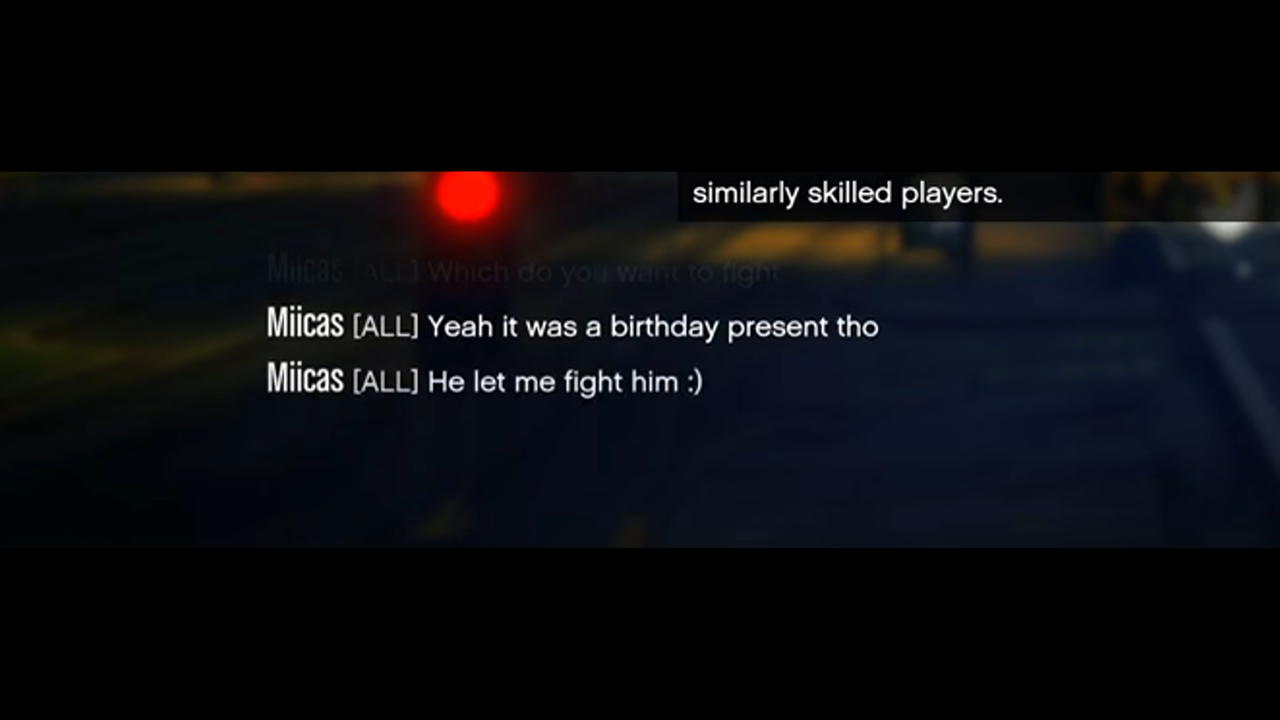 similarly skilled players.
Miicas [ALL] Which do you want to fight
Miicas [ALL] Yeah it was a birthday present tho
Miicas [ALL] He let me fight him :)